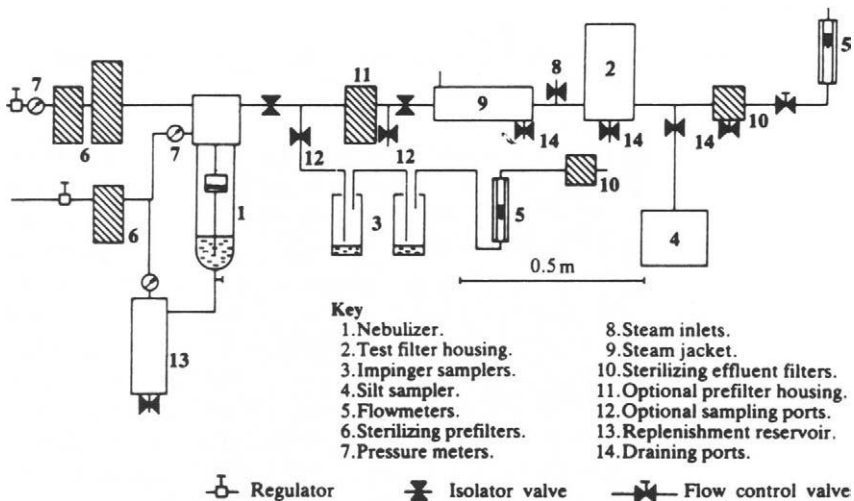 7
6
7
6
1
13
11
12
12
3
5
9
14
8
2
14
14
10
10
5
4
0.5 m
Key
1.Nebulizer.
2.Test filter housing.
3.Impinger samplers.
4.Silt sampler.
5.Flowmeters.
6.Sterilizing prefilters.
7.Pressure meters.
8.Steam inlets.
9.Steam jacket.
10.Sterilizing effluent filters.
11.Optional prefilter housing.
12.Optional sampling ports.
13.Replenishment reservoir.
14.Draining ports.
Regulator
Isolator valve
Flow control valve